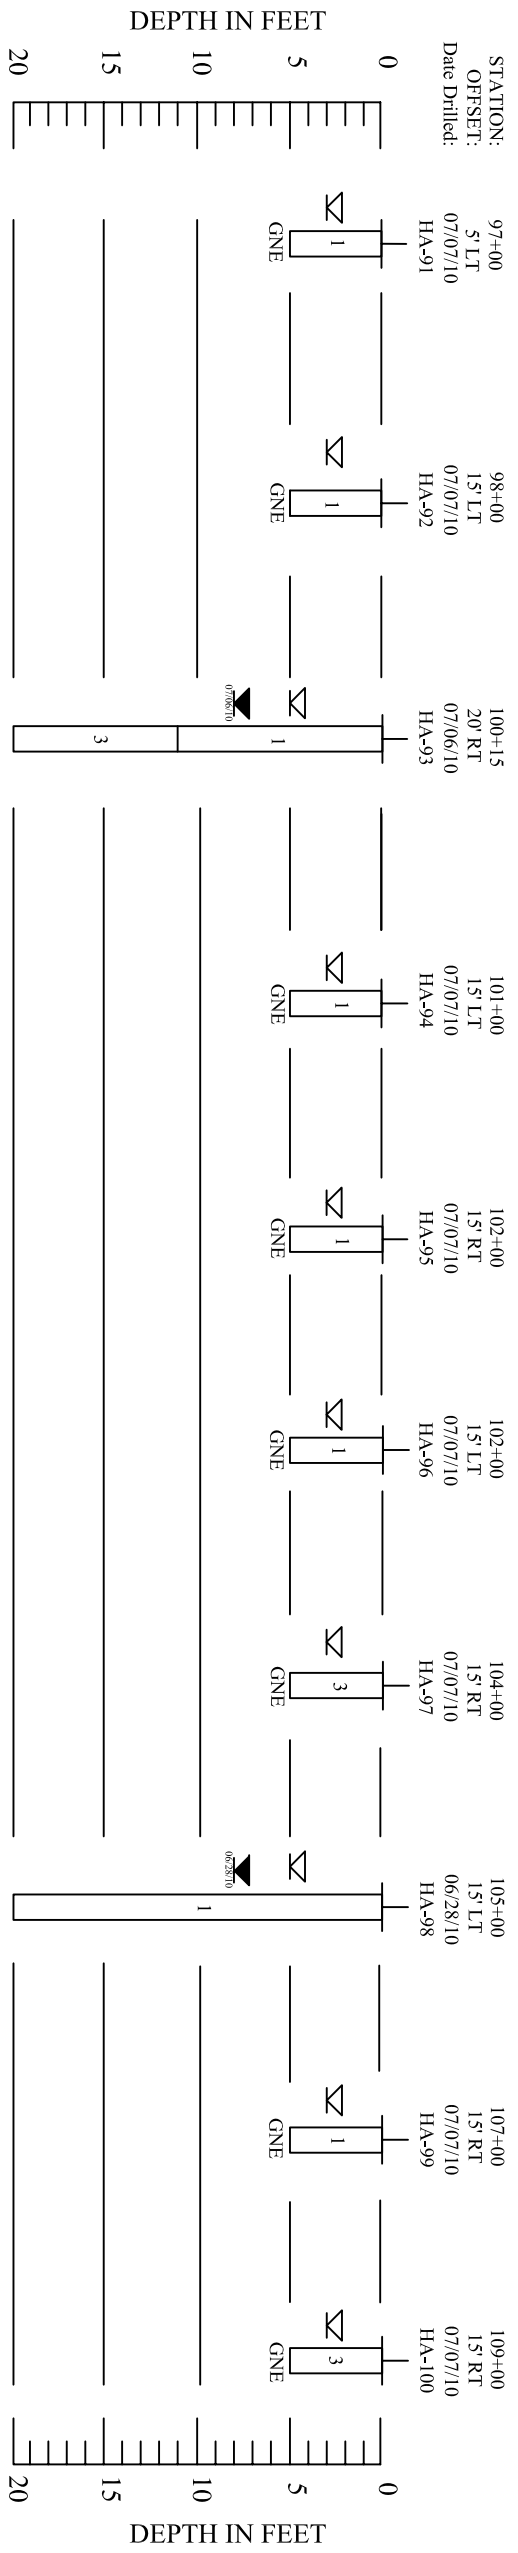 DEPTH IN FEET
0
5
10
15
20
STATION:
OFFSET:
Date Drilled:
97+00
5' LT
07/07/10
HA-91
1
GNE
98+00
15' LT
07/07/10
HA-92
1
GNE
100+15
20' RT
07/06/10
HA-93
07/06/10
1
3
101+00
15' LT
07/07/10
HA-94
1
GNE
102+00
15' RT
07/07/10
HA-95
1
GNE
102+00
15' LT
07/07/10
HA-96
1
GNE
104+00
15' RT
07/07/10
HA-97
3
GNE
105+00
15' LT
06/28/10
HA-98
06/28/10
1
107+00
15' RT
07/07/10
HA-99
1
GNE
109+00
15' RT
07/07/10
HA-100
3
GNE
0
5
10
15
20
DEPTH IN FEET